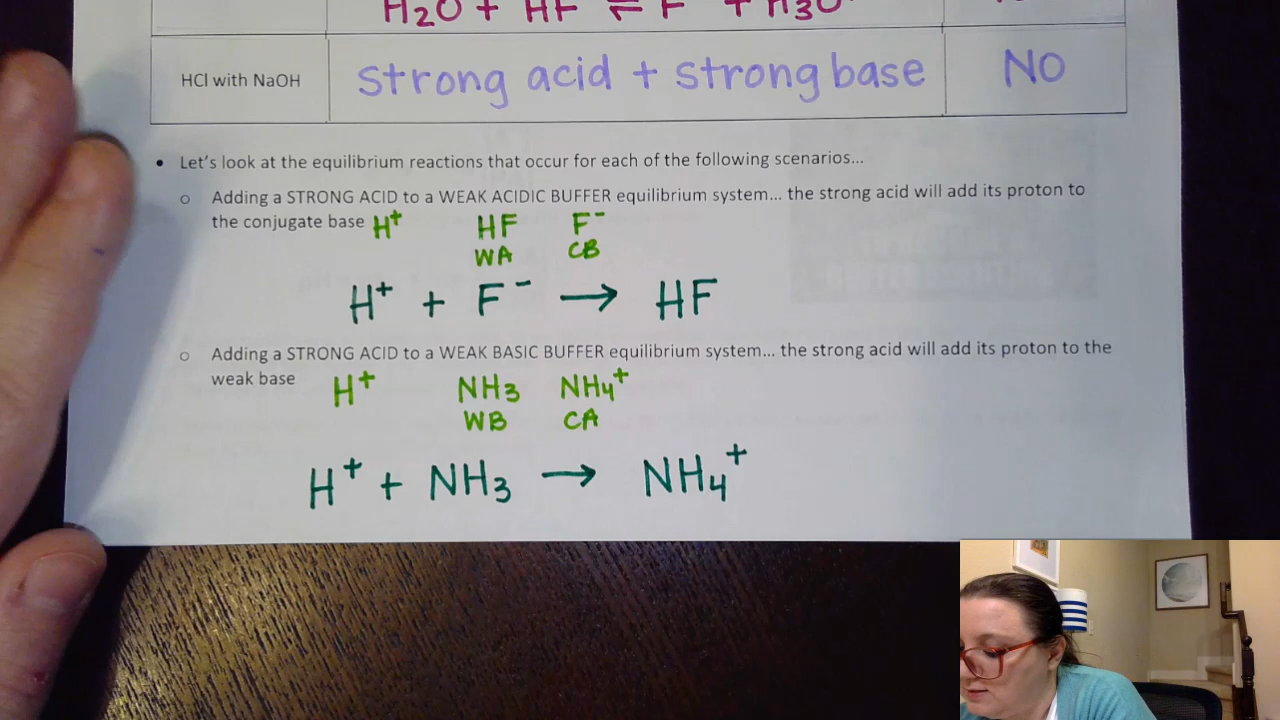 H2O + HF ⇌ F + H3O
HCl with NaOH
strong acid + strong base
NO
• Let's look at the equilibrium reactions that occur for each of the following scenarios...
o Adding a STRONG ACID to a WEAK ACIDIC BUFFER equilibrium system... the strong acid will add its proton to
the conjugate base H+ HF F-
WA CB
H+ + F- → HF
o Adding a STRONG ACID to a WEAK BASIC BUFFER equilibrium system... the strong acid will add its proton to the
weak base H+ NH3 NH4+
WB CA
H+ + NH3 → NH4+